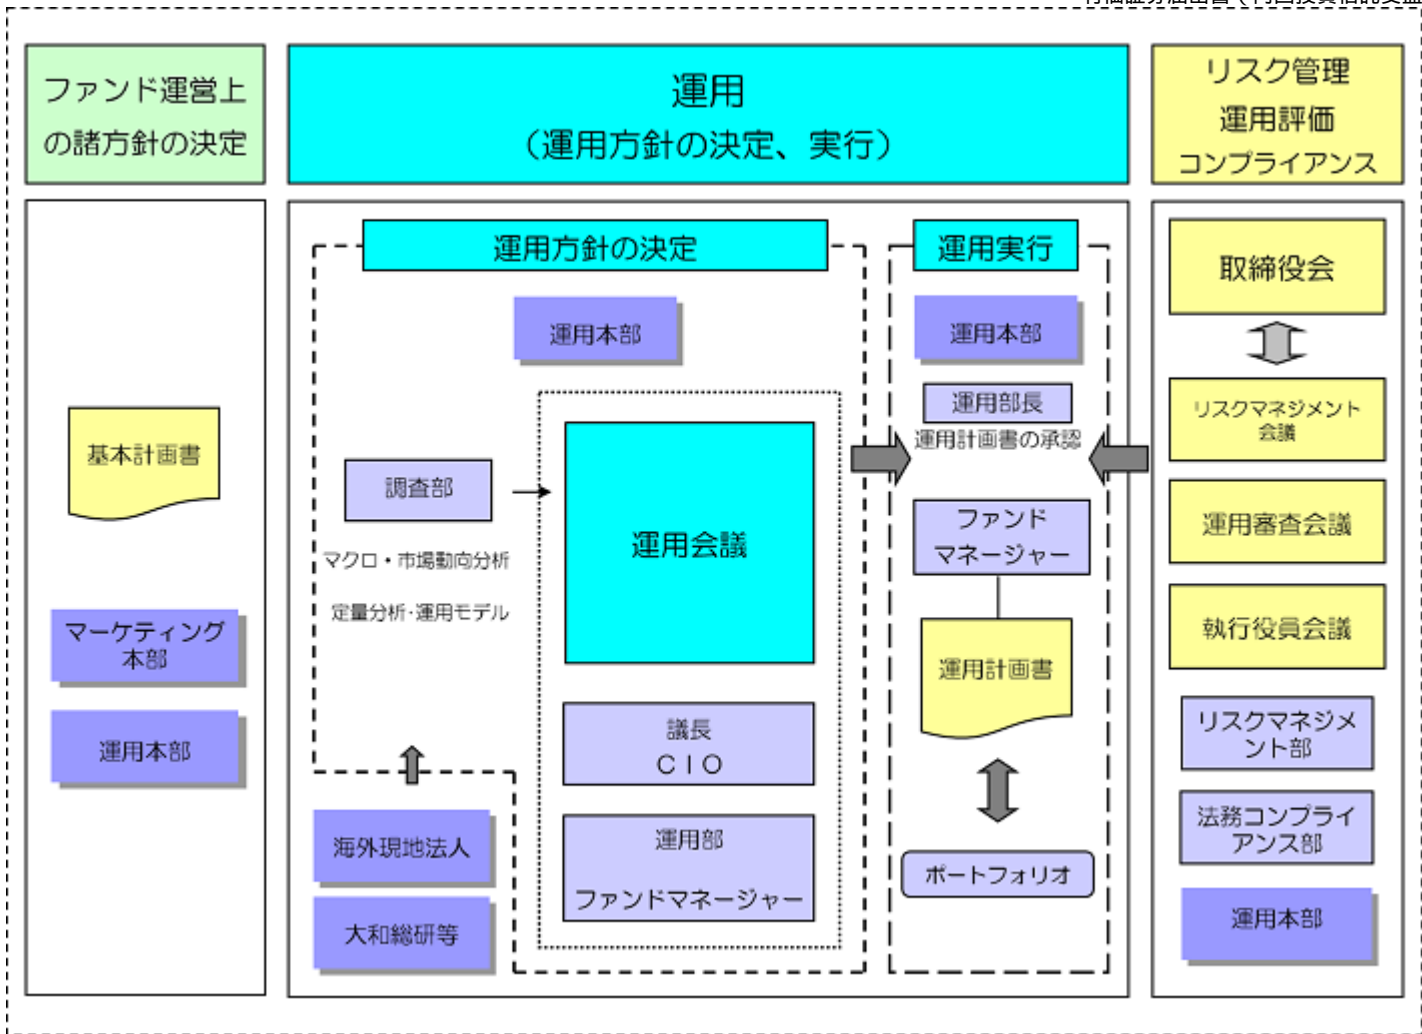 ファンド運営上
の諸方針の決定
運用
（運用方針の決定、実行）
リスク管理
運用評価
コンプライアンス
基本計画書
マーケティング
本部
運用本部
運用方針の決定
運用本部
調査部
マクロ・市場動向分析
定量分析・運用モデル
運用会議
議長
ＣＩＯ
運用部
ファンドマネージャー
海外現地法人
大和総研等
運用実行
運用本部
運用部長
運用計画書の承認
ファンド
マネージャー
運用計画書
ポートフォリオ
取締役会
リスクマネジメント
会議
運用審査会議
執行役員会議
リスクマネジメ
ント部
法務コンプライ
アンス部
運用本部